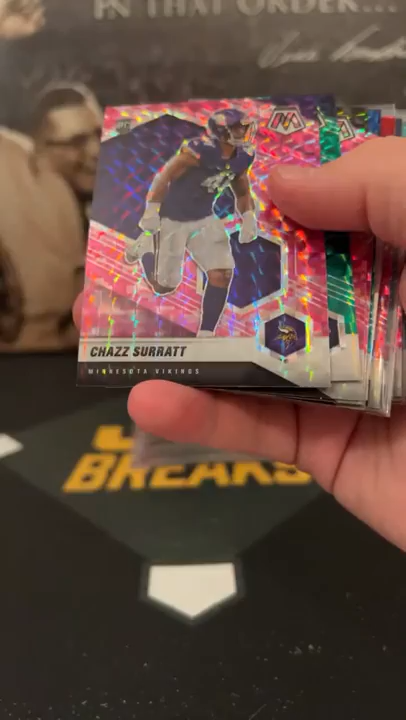 IN THAT ORDER...
CHAZZ SURRATT
MINNESOTA VIKINGS
BREAKS